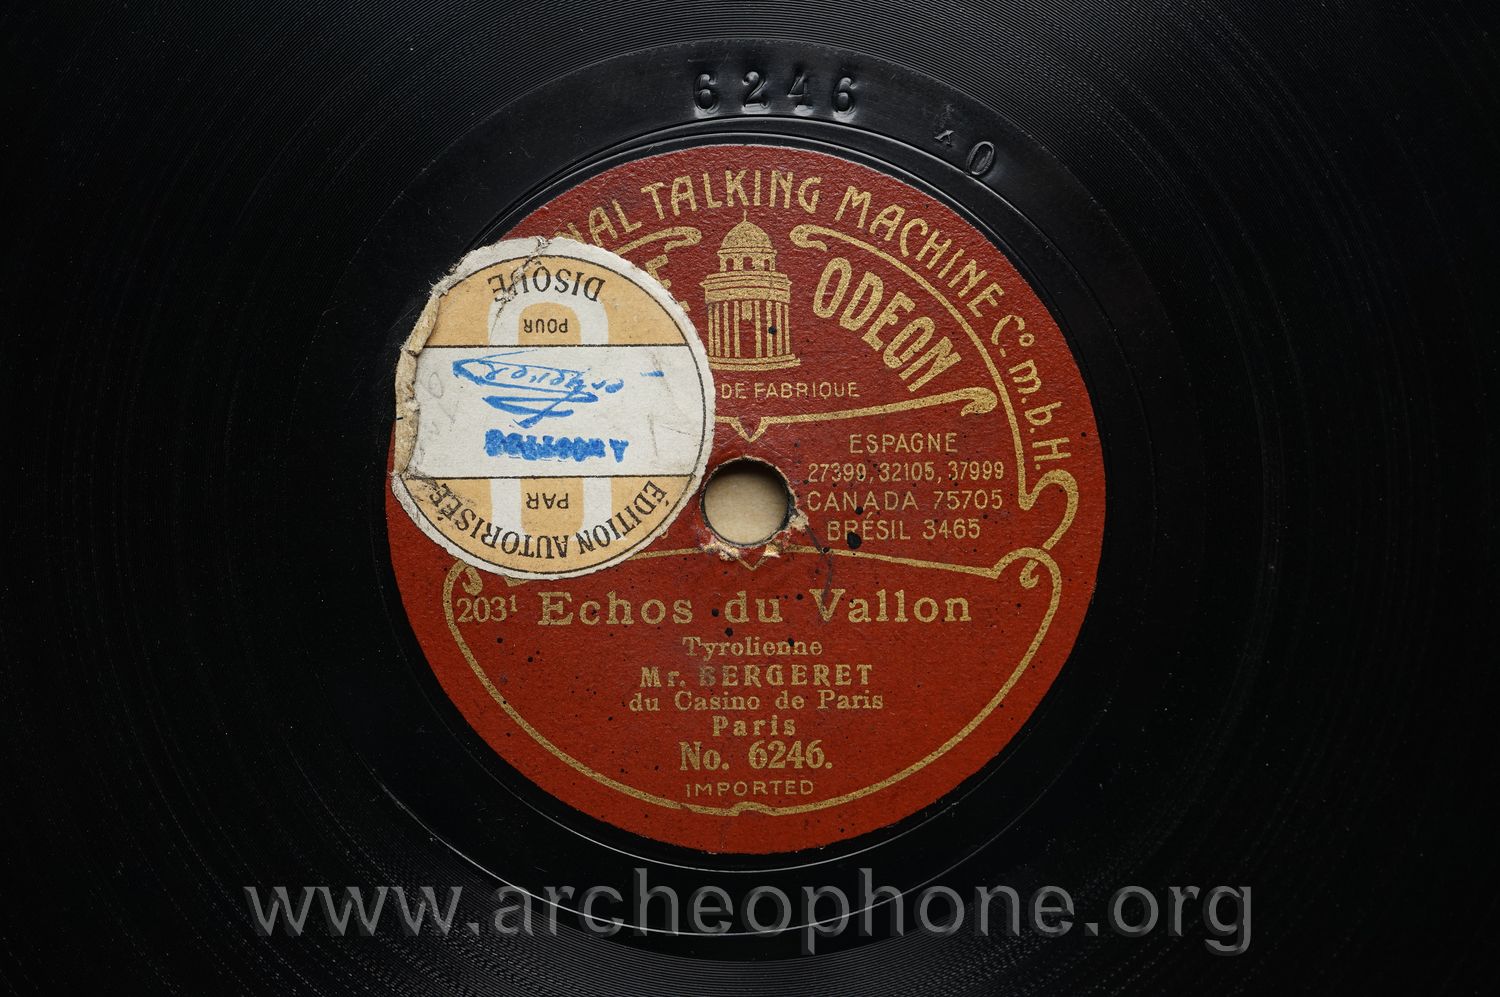 6246
x0
NAL TALKING MACHINE Co. m.b.H.
ODEON
DE FABRIQUE
ESPAGNE
27399, 32105, 37999
CANADA 75705
BRÉSIL 3465
203¹ Echos du Vallon
Tyrolienne
Mr. BERGERET
du Casino de Paris
Paris
No. 6246.
IMPORTED
ÉDITION AUTORISÉE
PAR
POUR
DISQUE
www.archeophone.org